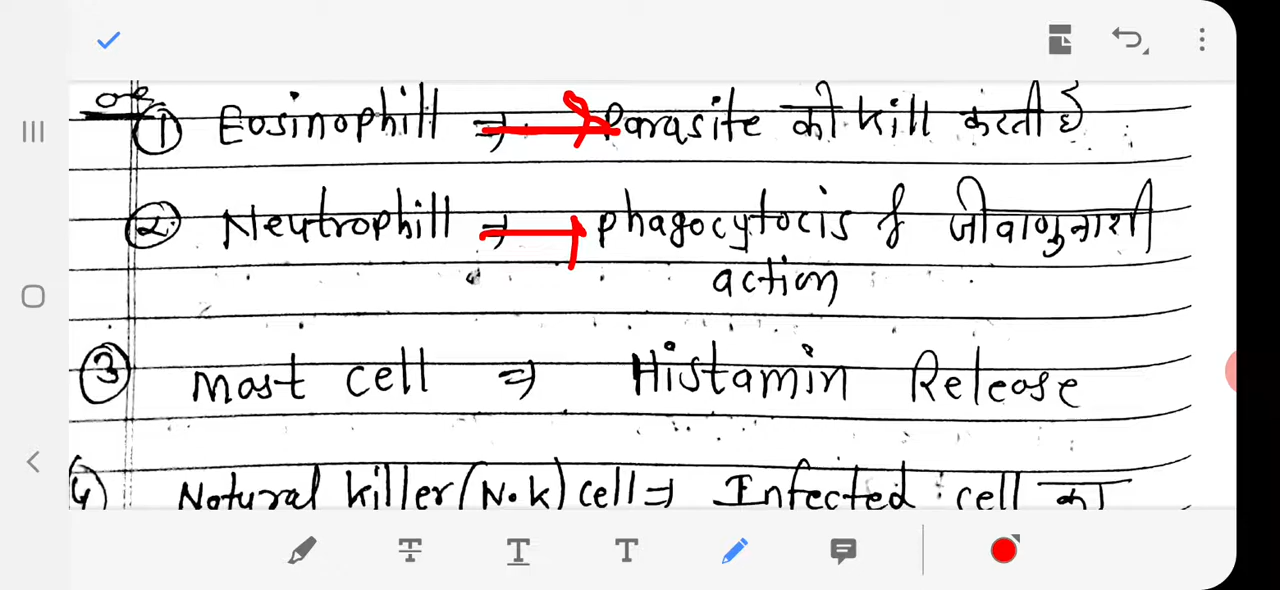 ① Eosinophill ⇒ Parasite को kill करती है
② Neutrophill ⇒ phagocytocis & जीवाणुनाशी
action
③ Mast cell ⇒ Histamin Release
4) Natural killer (N.K) cell ⇒ Infected cell का
T T T